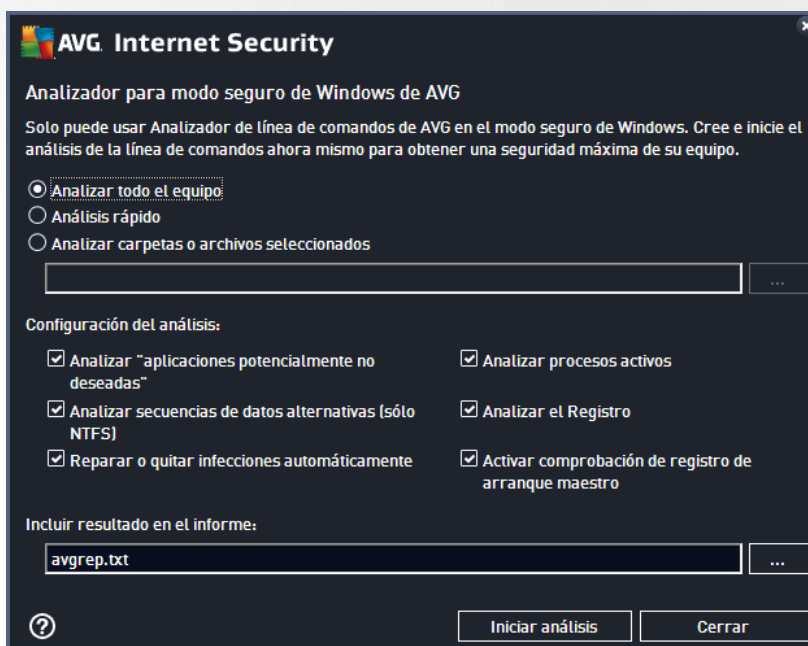 AVG. Internet Security
Analizador para modo seguro de Windows de AVG
Solo puede usar Analizador de línea de comandos de AVG en el modo seguro de Windows. Cree e inicie el
análisis de la línea de comandos ahora mismo para obtener una seguridad máxima de su equipo.
Analizar todo el equipo
Análisis rápido
Analizar carpetas o archivos seleccionados
...
Configuración del análisis:
Analizar "aplicaciones potencialmente no
deseadas"
Analizar procesos activos
Analizar secuencias de datos alternativas (sólo
NTFS)
Analizar el Registro
Reparar o quitar infecciones automáticamente
Activar comprobación de registro de
arranque maestro
Incluir resultado en el informe:
avgrep.txt
...
?
Iniciar análisis
Cerrar